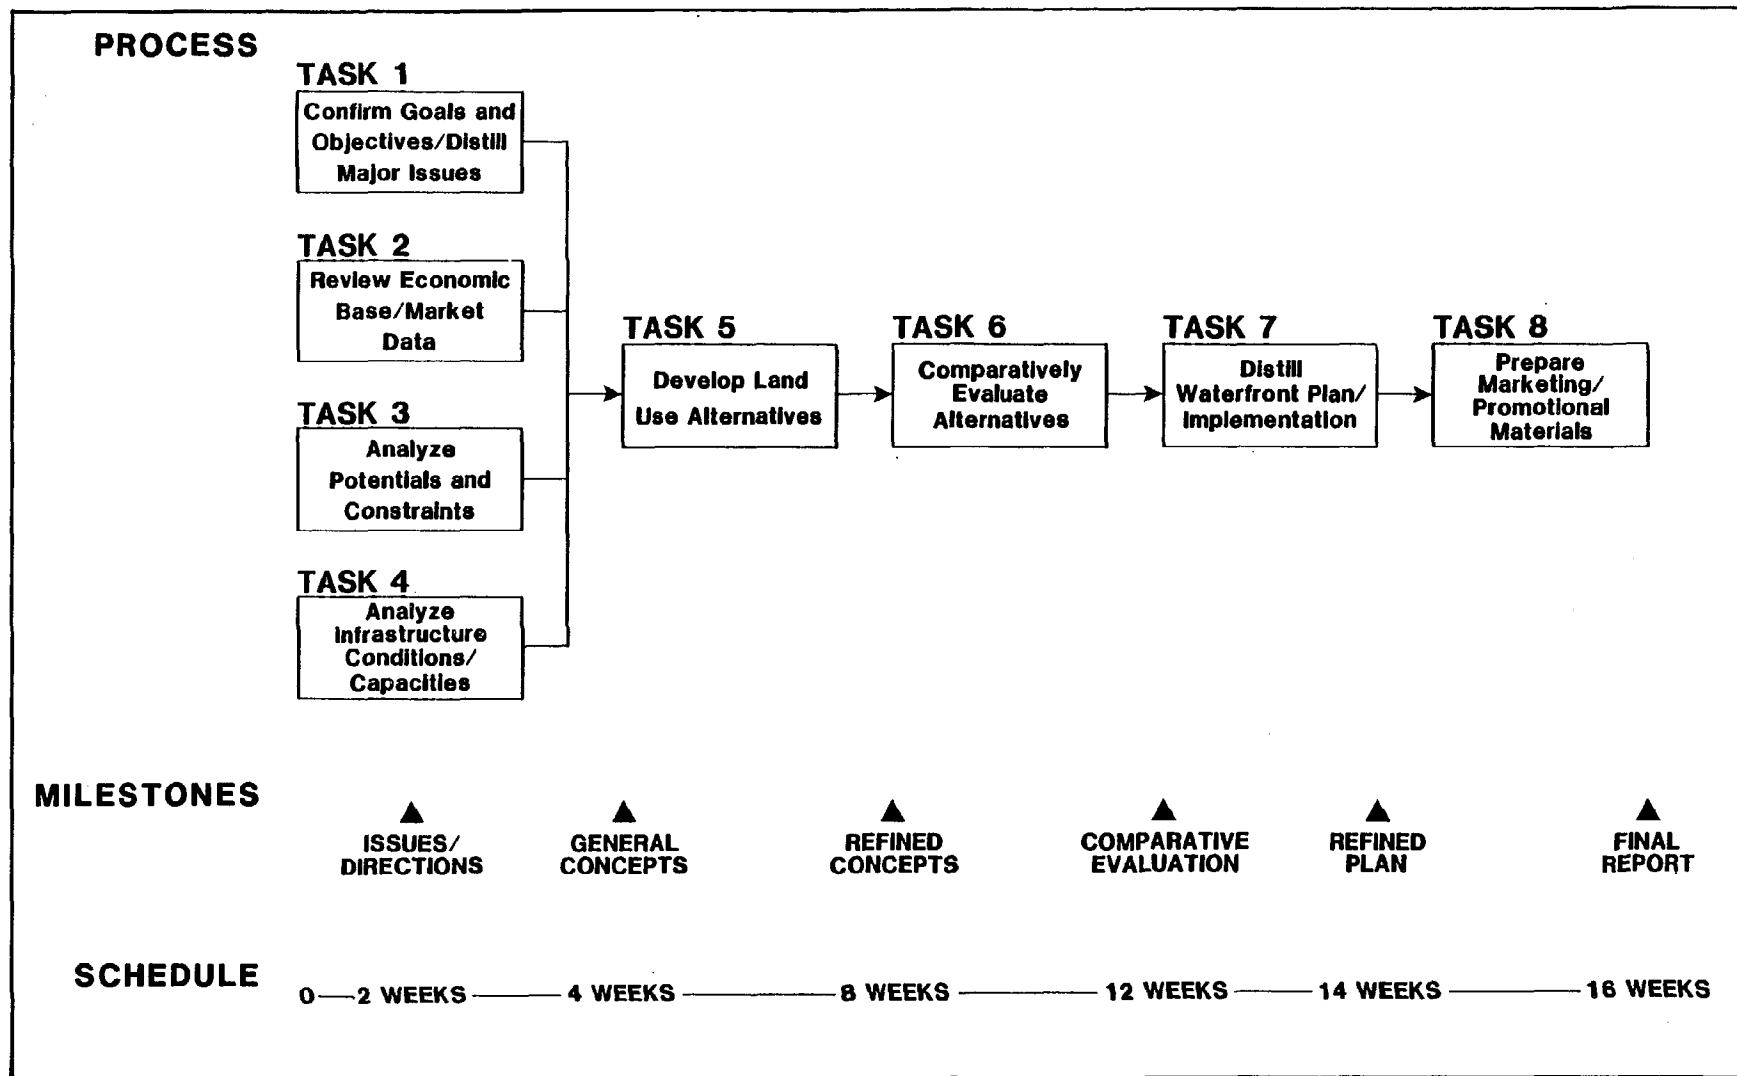 PROCESS
TASK 1
Confirm Goals and
Objectives/Distill
Major Issues
TASK 2
Review Economic
Base/Market
Data
TASK 3
Analyze
Potentials and
Constraints
TASK 4
Analyze
Infrastructure
Conditions/
Capacities
TASK 5
Develop Land
Use Alternatives
TASK 6
Comparatively
Evaluate
Alternatives
TASK 7
Distill
Waterfront Plan/
Implementation
TASK 8
Prepare
Marketing/
Promotional
Materials
MILESTONES
ISSUES/
DIRECTIONS
GENERAL
CONCEPTS
REFINED
CONCEPTS
COMPARATIVE
EVALUATION
REFINED
PLAN
FINAL
REPORT
SCHEDULE
0 2 WEEKS 4 WEEKS 8 WEEKS 12 WEEKS 14 WEEKS 16 WEEKS